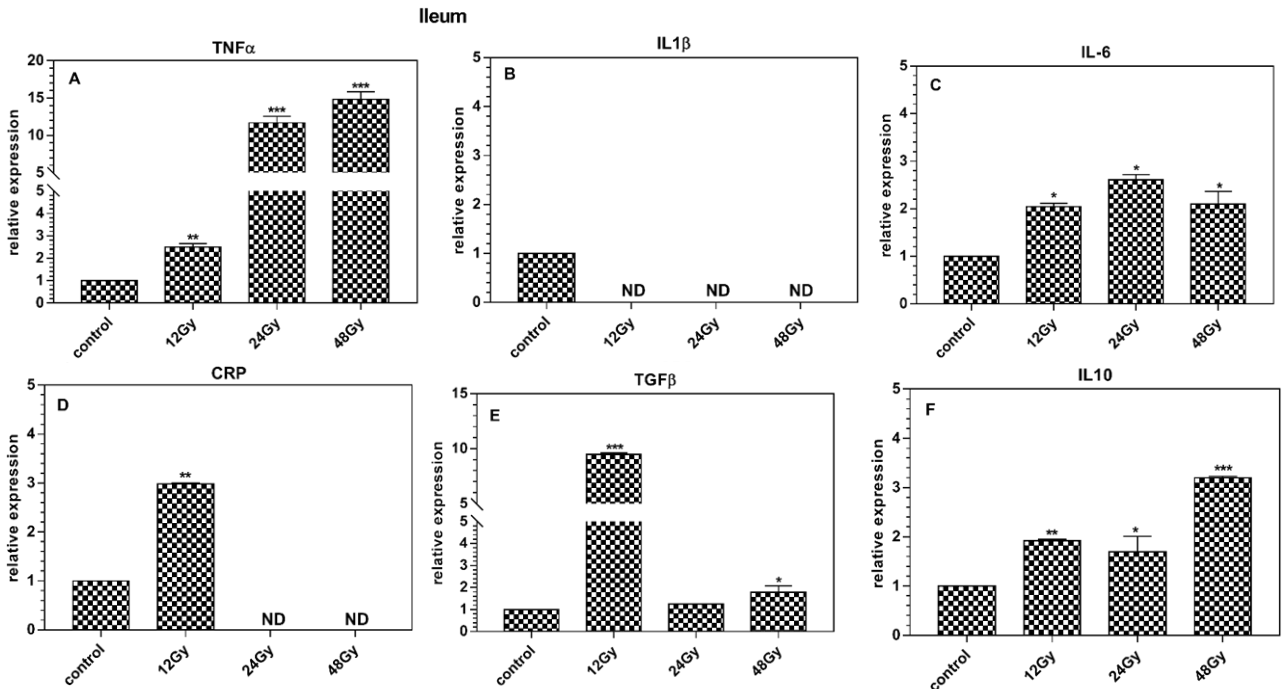 Ileum
TNFα
A
relative expression
20
15
10
5
5
4
3
2
1
0
***
***
**
control
12Gy
24Gy
48Gy
IL1β
B
relative expression
5
4
3
2
1
0
ND
ND
ND
control
12Gy
24Gy
48Gy
IL-6
C
relative expression
5
4
3
2
1
0
*
*
*
control
12Gy
24Gy
48Gy
CRP
D
relative expression
5
4
3
2
1
0
**
ND
ND
control
12Gy
24Gy
48Gy
TGFβ
E
relative expression
15
10
5
5
4
3
2
1
0
***
*
control
12Gy
24Gy
48Gy
IL10
F
relative expression
5
4
3
2
1
0
**
*
***
control
12Gy
24Gy
48Gy